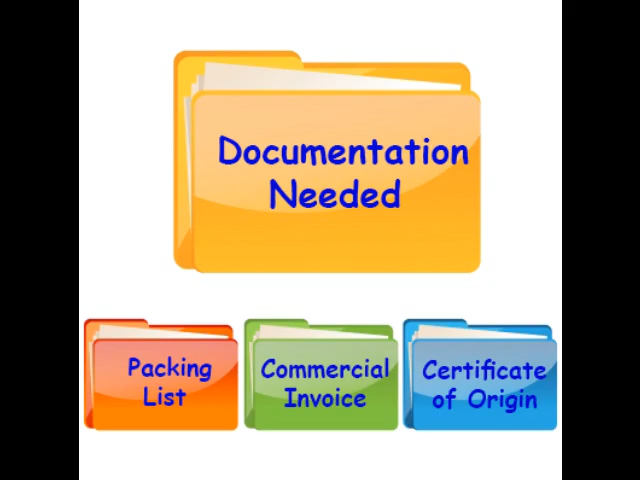 Documentation
Needed
Packing
List
Commercial
Invoice
Certificate
of Origin